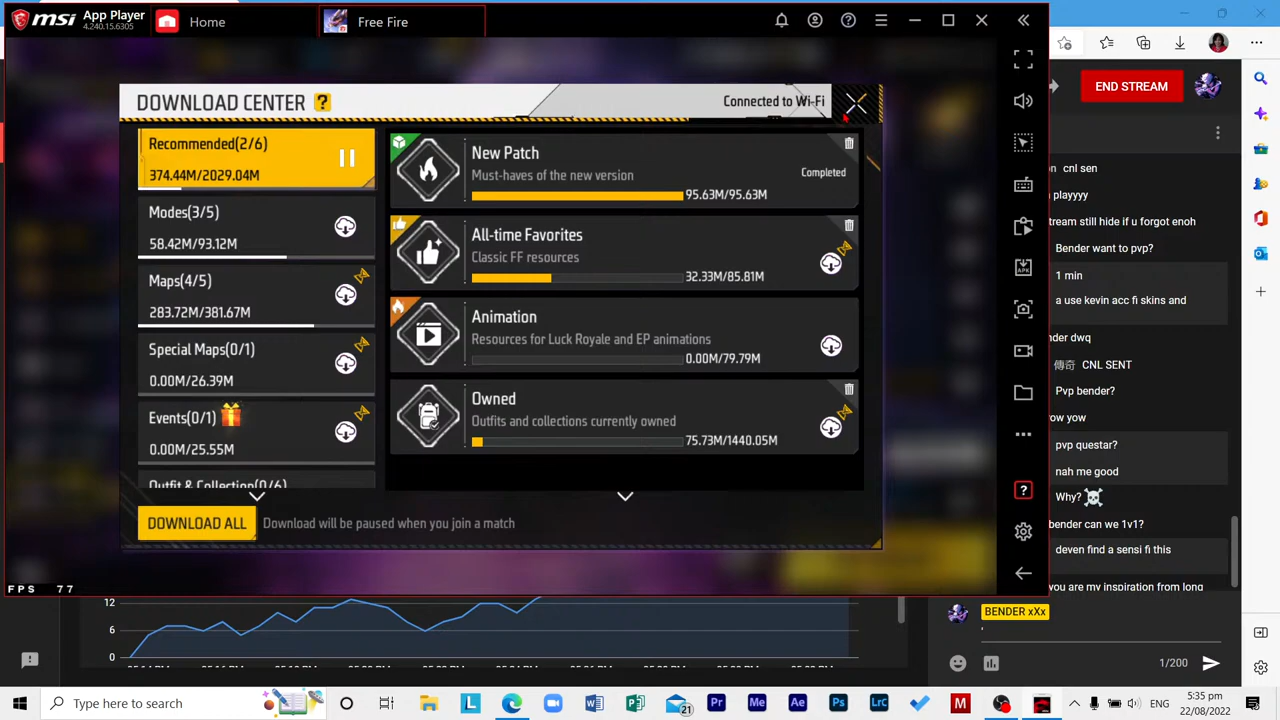 msi App Player
4.240.15.6305
Home
Free Fire
DOWNLOAD CENTER ?
Connected to Wi-Fi
END STREAM
Recommended(2/6)
374.44M/2029.04M
Modes(3/5)
58.42M/93.12M
Maps(4/5)
283.72M/381.67M
Special Maps(0/1)
0.00M/26.39M
Events(0/1)
0.00M/25.55M
Outfit & Collection(0/6)
New Patch
Must-haves of the new version
Completed
95.63M/95.63M
All-time Favorites
Classic FF resources
32.33M/85.81M
Animation
Resources for Luck Royale and EP animations
0.00M/79.79M
Owned
Outfits and collections currently owned
75.73M/1440.05M
DOWNLOAD ALL
Download will be paused when you join a match
FPS 77
cnl sen
playyyy
stream still hide if u forgot enoh
Bender want to pvp?
1 min
a use kevin acc fi skins and
dwq
傳奇 CNL SENT
Pvp bender?
pvp questar?
nah me good
Why?
bender can we 1v1?
deven find a sensi fi this
you are my inspiration from long
12
6
0
BENDER xXx
1/200
Type here to search
21
ENG
5:35 pm
22/08/2022